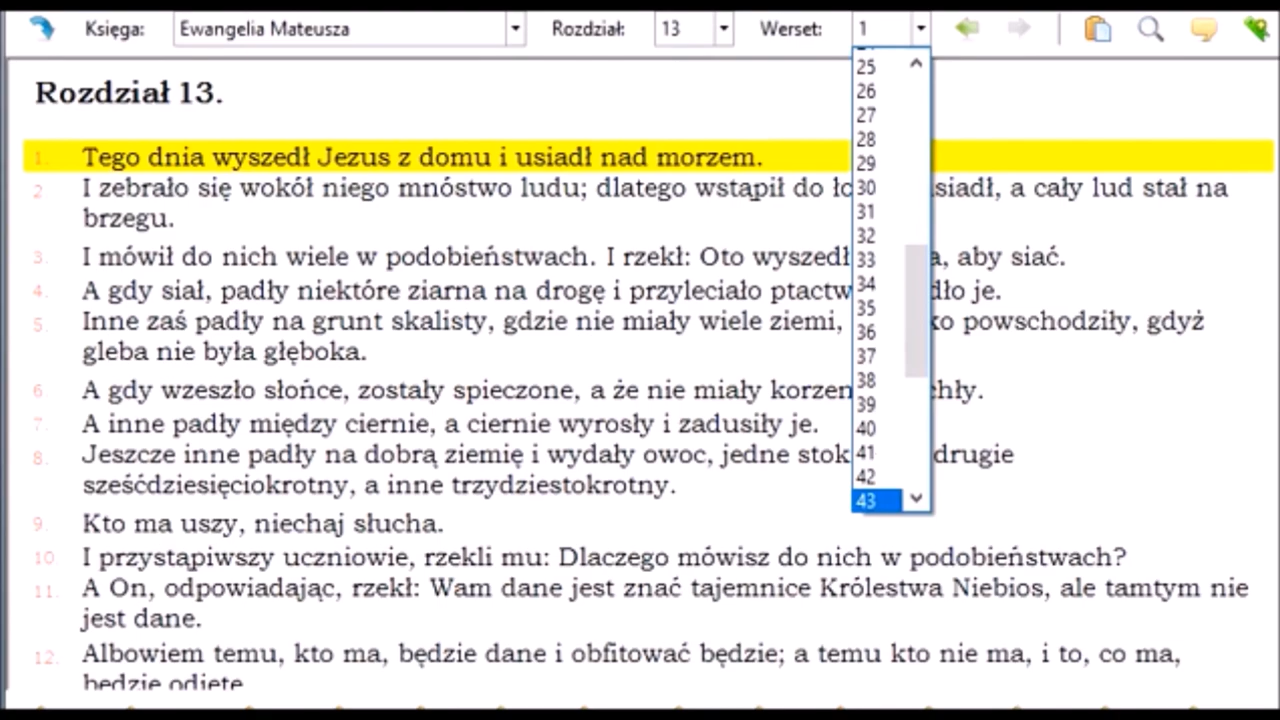 Księga: Ewangelia Mateusza Rozdział: 13 Werset: 1
25
26
27
28
29
30
31
32
33
34
35
36
37
38
39
40
41
42
43
Rozdział 13.
1. Tego dnia wyszedł Jezus z domu i usiadł nad morzem.
2 I zebrało się wokół niego mnóstwo ludu; dlatego wstąpił do siadł, a cały lud stał na
brzegu.
3. I mówił do nich wiele w podobieństwach. I rzekł: Oto wyszedł aby siać.
4. A gdy siał, padły niektóre ziarna na drogę i przyleciało je.
5. Inne zaś padły na grunt skalisty, gdzie nie miały wiele ziemi, powschodziły, gdyż
gleba nie była głęboka.
6 A gdy wzeszło słońce, zostały spieczone, a że nie miały
7. A inne padły między ciernie, a ciernie wyrosły i zadusiły je.
8. Jeszcze inne padły na dobrą ziemię i wydały owoc, jedne drugie
sześćdziesięciokrotny, a inne trzydziestokrotny.
9. Kto ma uszy, niechaj słucha.
10. I przystąpiwszy uczniowie, rzekli mu: Dlaczego mówisz do nich w podobieństwach?
11. A On, odpowiadając, rzekł: Wam dane jest znać tajemnice Królestwa Niebios, ale tamtym nie
jest dane.
12. Albowiem temu, kto ma, będzie dane i obfitować będzie; a temu kto nie ma, i to, co ma,
będzie odjęte